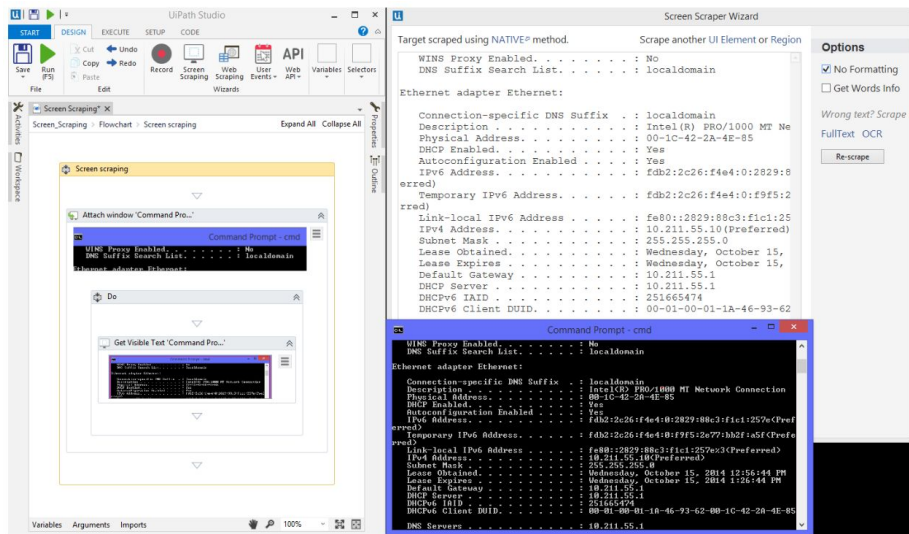 UiPath Studio
START DESIGN EXECUTE SETUP CODE
Save
Run
(F5)
Cut
Copy
Paste
Undo
Redo
Record
Screen
Scraping
Web
Scraping
User
Events
API
Web
API
Variables
Selectors
File Edit Wizards
Screen Scraping*
Activities
Workspace
Properties
Outline
Screen_Scraping > Flowchart > Screen scraping Expand All Collapse All
Screen scraping
Attach window 'Command Pro...'
Command Prompt - cmd
WINS Proxy Enabled. . . . . . . . : No
DNS Suffix Search List. . . . . . : localdomain
Ethernet adapter Ethernet:
Do
Get Visible Text 'Command Pro...'
Variables Arguments Imports 100%
Screen Scraper Wizard
Target scraped using NATIVE method. Scrape another UI Element or Region
WINS Proxy Enabled. . . . . . . . : No
DNS Suffix Search List. . . . . . : localdomain
Ethernet adapter Ethernet:
Connection-specific DNS Suffix . : localdomain
Description . . . . . . . . . . . : Intel(R) PRO/1000 MT Ne
Physical Address. . . . . . . . . : 00-1C-42-2A-4E-85
DHCP Enabled. . . . . . . . . . . : Yes
Autoconfiguration Enabled . . . . : Yes
IPv6 Address. . . . . . . . . . . : fdb2:2c26:f4e4:0:2829:8
erred)
Temporary IPv6 Address. . . . . . : fdb2:2c26:f4e4:0:f9f5:2
rred)
Link-local IPv6 Address . . . . . : fe80::2829:88c3:f1c1:25
IPv4 Address. . . . . . . . . . . : 10.211.55.10(Preferred)
Subnet Mask . . . . . . . . . . . : 255.255.255.0
Lease Obtained. . . . . . . . . . : Wednesday, October 15,
Lease Expires . . . . . . . . . . : Wednesday, October 15,
Default Gateway . . . . . . . . . : 10.211.55.1
DHCP Server . . . . . . . . . . . : 10.211.55.1
DHCPv6 IAID . . . . . . . . . . . : 251665474
DHCPv6 Client DUID. . . . . . . . : 00-01-00-01-1A-46-93-62
Options
No Formatting
Get Words Info
Wrong text? Scrape
FullText OCR
Re-scrape
Command Prompt - cmd
WINS Proxy Enabled. . . . . . . . : No
DNS Suffix Search List. . . . . . : localdomain
Ethernet adapter Ethernet:
Connection-specific DNS Suffix . : localdomain
Description . . . . . . . . . . . : Intel(R) PRO/1000 MT Network Connection
Physical Address. . . . . . . . . : 00-1C-42-2A-4E-85
DHCP Enabled. . . . . . . . . . . : Yes
Autoconfiguration Enabled . . . . : Yes
IPv6 Address. . . . . . . . . . . : fdb2:2c26:f4e4:0:2829:88c3:f1c1:257e(Pref
erred)
Temporary IPv6 Address. . . . . . : fdb2:2c26:f4e4:0:f9f5:2e77:bb2f:a5f(Prefe
rred)
Link-local IPv6 Address . . . . . : fe80::2829:88c3:f1c1:257e%3(Preferred)
IPv4 Address. . . . . . . . . . . : 10.211.55.10(Preferred)
Subnet Mask . . . . . . . . . . . : 255.255.255.0
Lease Obtained. . . . . . . . . . : Wednesday, October 15, 2014 12:56:44 PM
Lease Expires . . . . . . . . . . : Wednesday, October 15, 2014 1:26:44 PM
Default Gateway . . . . . . . . . : 10.211.55.1
DHCP Server . . . . . . . . . . . : 10.211.55.1
DHCPv6 IAID . . . . . . . . . . . : 251665474
DHCPv6 Client DUID. . . . . . . . : 00-01-00-01-1A-46-93-62-00-1C-42-2A-4E-85
DNS Servers . . . . . . . . . . . : 10.211.55.1